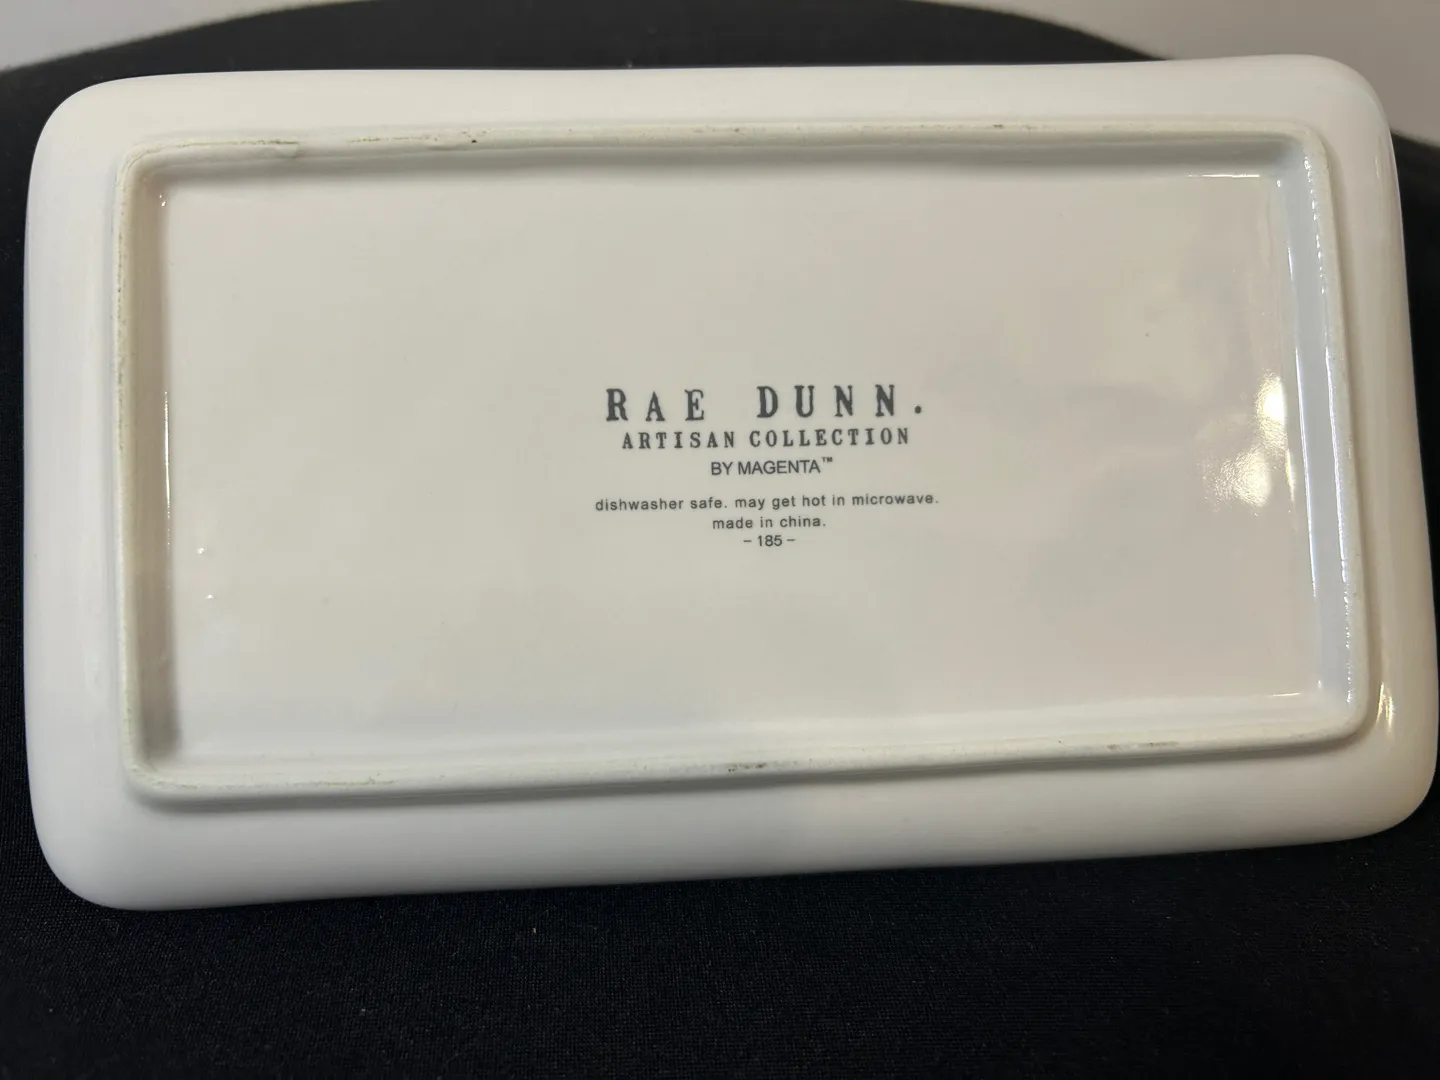 RAE DUNN.
ARTISAN COLLECTION
BY MAGENTA™
dishwasher safe. may get hot in microwave.
made in china.
- 185 -